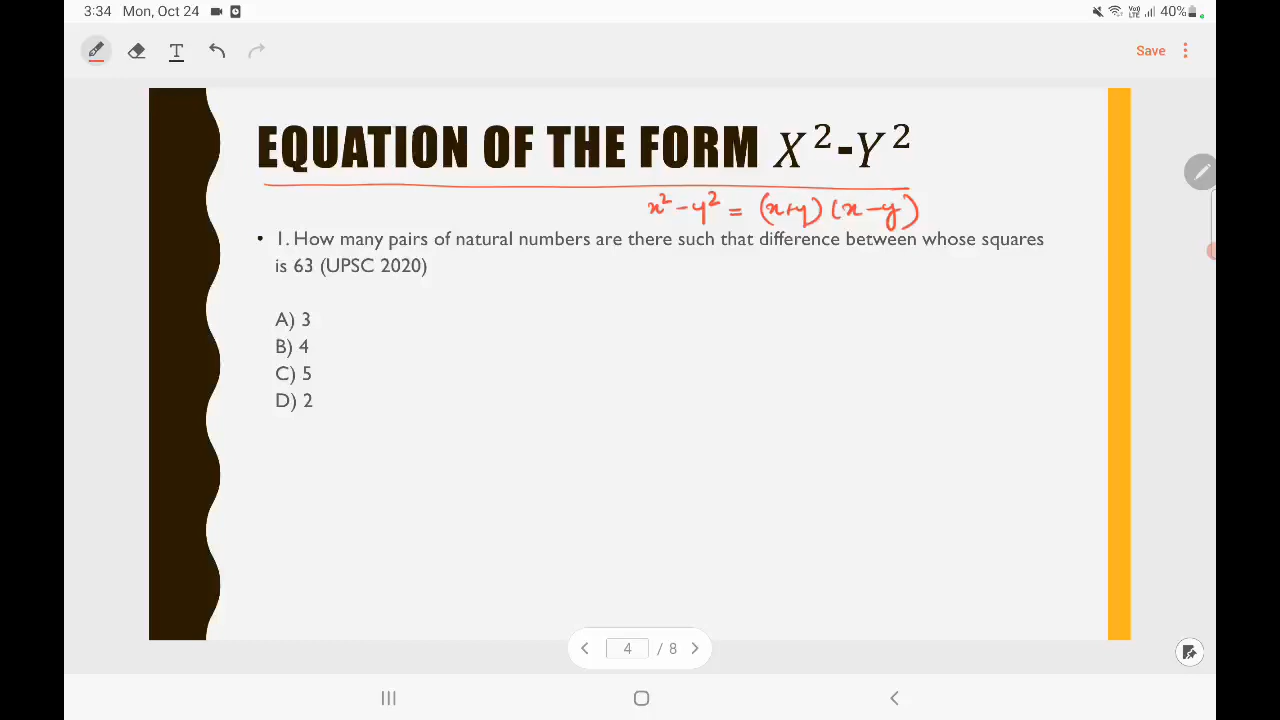 3:34 Mon, Oct 24 40%
Save
EQUATION OF THE FORM X²-Y²
x² - y² = (x+y) (x-y)
• 1. How many pairs of natural numbers are there such that difference between whose squares
is 63 (UPSC 2020)
A) 3
B) 4
C) 5
D) 2
4 / 8